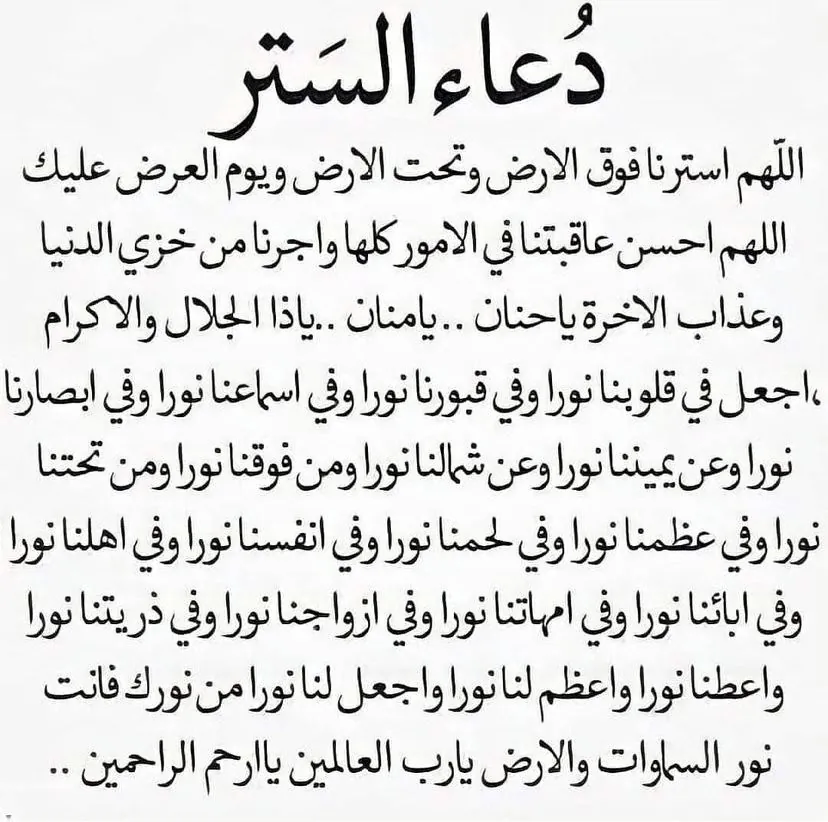 دُعاء السَتر
اللّهم استرنا فوق الارض وتحت الارض ويوم العرض عليك
اللهم احسن عاقبتنا في الامور كلها واجرنا من خزي الدنيا
وعذاب الاخرة ياحنان ..يامنان ..ياذا الجلال والاكرام
،اجعل في قلوبنا نورا وفي قبورنا نورا وفي اسماعنا نورا وفي ابصارنا
نورا وعن يميننا نورا وعن شمالنا نورا ومن فوقنا نورا ومن تحتنا
نورا وفي عظمنا نورا وفي لحمنا نورا وفي انفسنا نورا وفي اهلنا نورا
وفي ابائنا نورا وفي امهاتنا نورا وفي ازواجنا نورا وفي ذريتنا نورا
واعطنا نورا واعظم لنا نورا واجعل لنا نورا من نورك فانت
نور السماوات والارض يارب العالمين ياارحم الراحمين ..